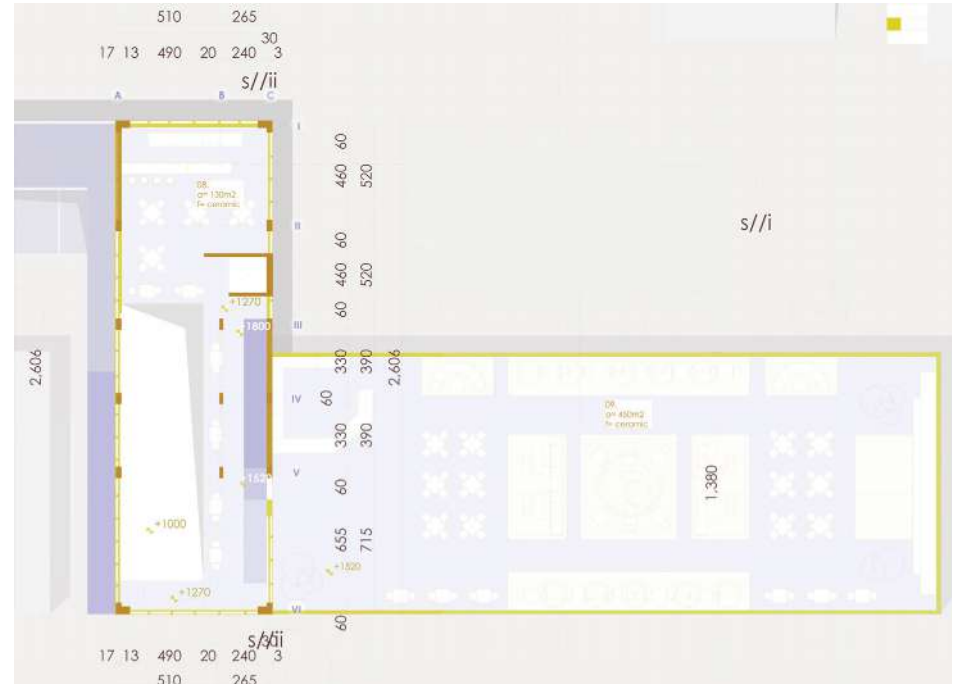 510 265
30
17 13 490 20 240 3
s//ii
A B C
I
60
460 520
08.
a= 130m2
f= ceramic
II
s//i
60
460 520
+1270
60
III
-1800
2,606
330 390 2,606
IV
60
09.
a= 450m2
f= ceramic
330 390
V
+1520
60
1,380
+1000
655 715
+1520
+1270
VI
60
s//ii
17 13 490 20 240 3
510 265